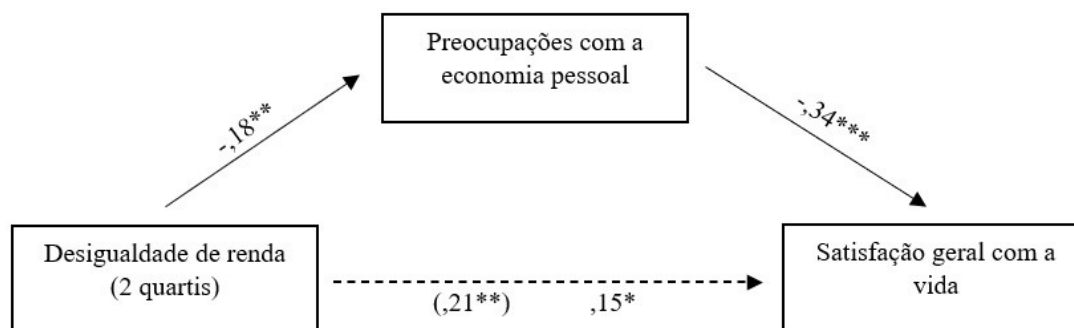 Preocupações com a
economia pessoal
-,18**
-,34***
Desigualdade de renda
(2 quartis)
Satisfação geral com a
vida
(,21**) ,15*